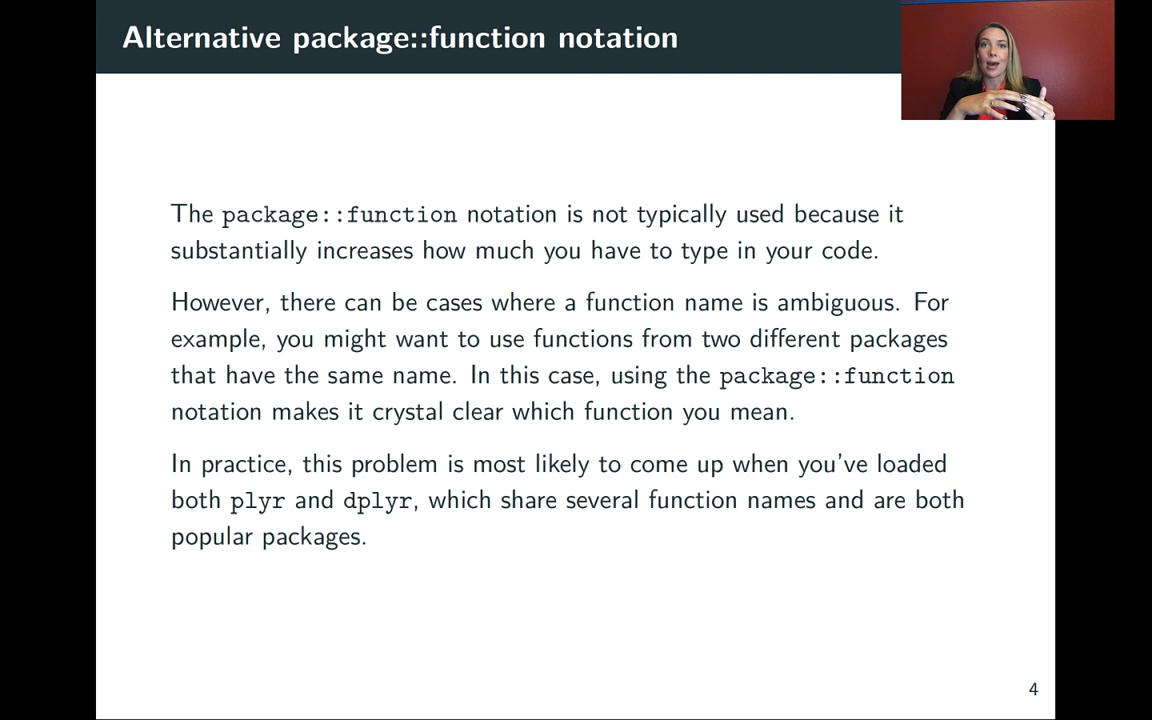 Alternative package::function notation
The package::function notation is not typically used because it
substantially increases how much you have to type in your code.
However, there can be cases where a function name is ambiguous. For
example, you might want to use functions from two different packages
that have the same name. In this case, using the package::function
notation makes it crystal clear which function you mean.
In practice, this problem is most likely to come up when you've loaded
both plyr and dplyr, which share several function names and are both
popular packages.
4